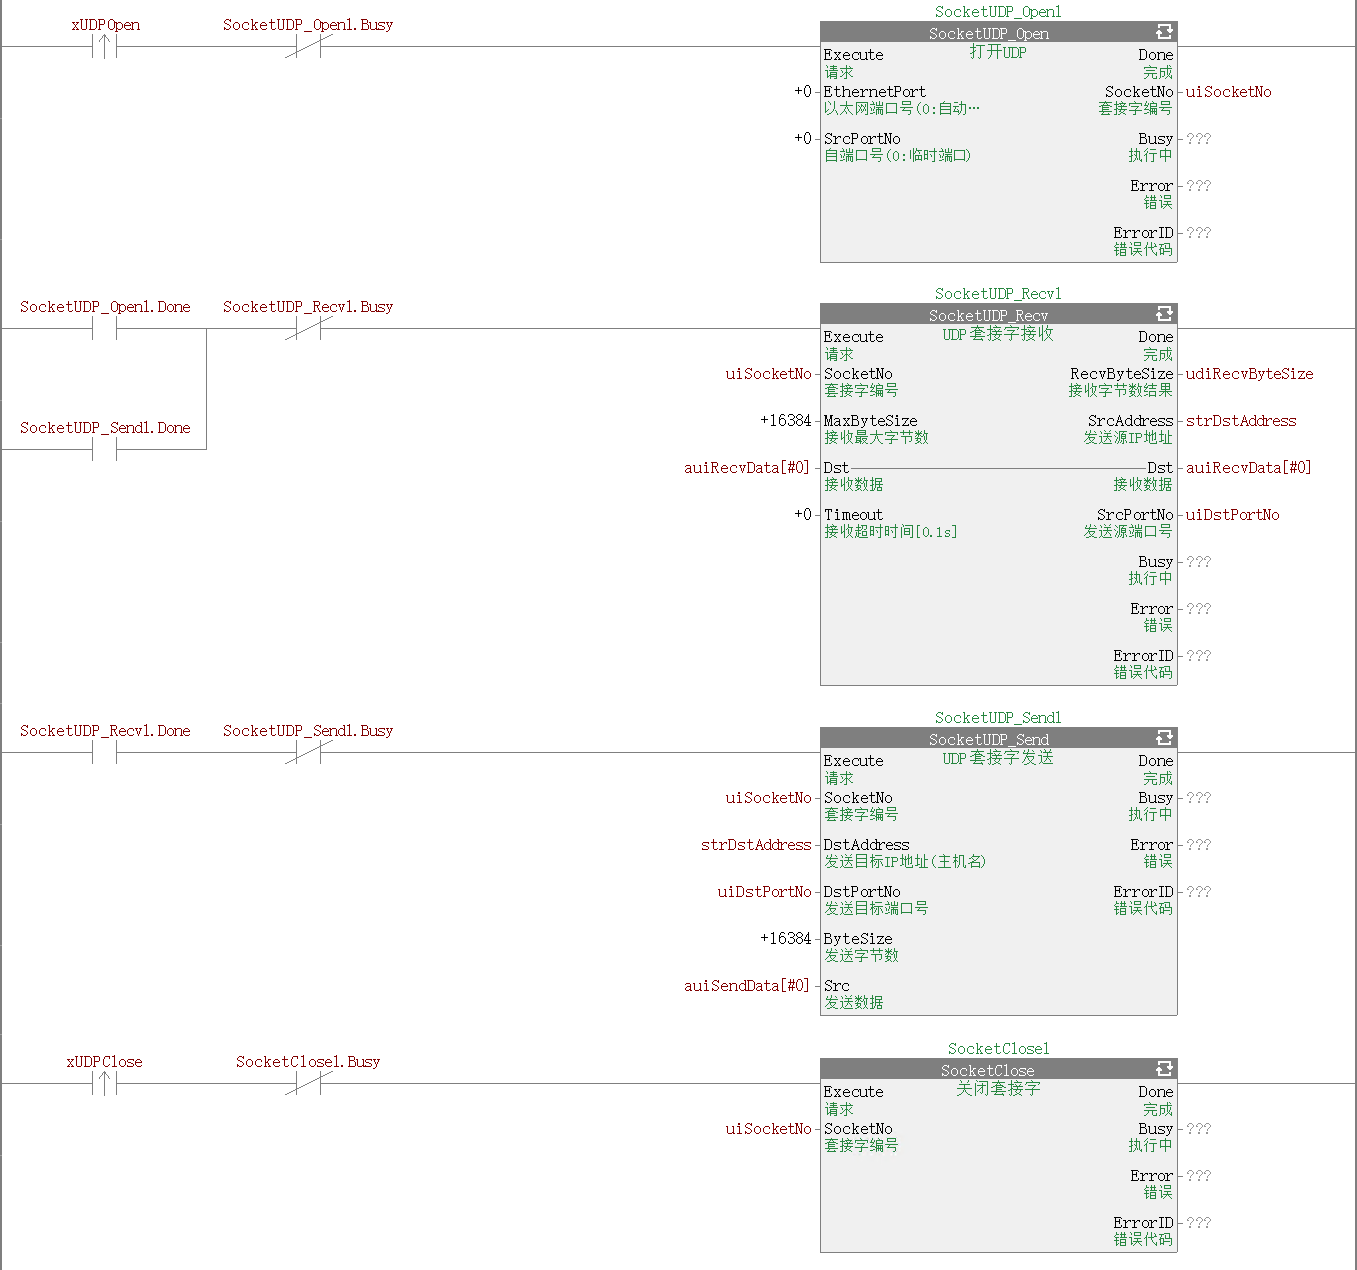 SocketUDP_Open1
xUDPOpen SocketUDP_Open1.Busy SocketUDP_Open
Execute 打开UDP Done
请求 完成
+0 EthernetPort SocketNo uiSocketNo
以太网端口号(0:自动… 套接字编号
+0 SrcPortNo Busy ???
自端口号(0:临时端口) 执行中
Error ???
错误
ErrorID ???
错误代码
SocketUDP_Recv1
SocketUDP_Open1.Done SocketUDP_Recv1.Busy SocketUDP_Recv
Execute UDP套接字接收 Done
请求 完成
uiSocketNo SocketNo RecvByteSize udiRecvByteSize
套接字编号 接收字节数结果
SocketUDP_Send1.Done +16384 MaxByteSize SrcAddress strDstAddress
接收最大字节数 发送源IP地址
auiRecvData[#0] Dst Dst auiRecvData[#0]
接收数据 接收数据
+0 Timeout SrcPortNo uiDstPortNo
接收超时时间[0.1s] 发送源端口号
Busy ???
执行中
Error ???
错误
ErrorID ???
错误代码
SocketUDP_Send1
SocketUDP_Recv1.Done SocketUDP_Send1.Busy SocketUDP_Send
Execute UDP套接字发送 Done
请求 完成
uiSocketNo SocketNo Busy ???
套接字编号 执行中
strDstAddress DstAddress Error ???
发送目标IP地址(主机名) 错误
uiDstPortNo DstPortNo ErrorID ???
发送目标端口号 错误代码
+16384 ByteSize
发送字节数
auiSendData[#0] Src
发送数据
SocketClose1
xUDPClose SocketClose1.Busy SocketClose
Execute 关闭套接字 Done
请求 完成
uiSocketNo SocketNo Busy ???
套接字编号 执行中
Error ???
错误
ErrorID ???
错误代码